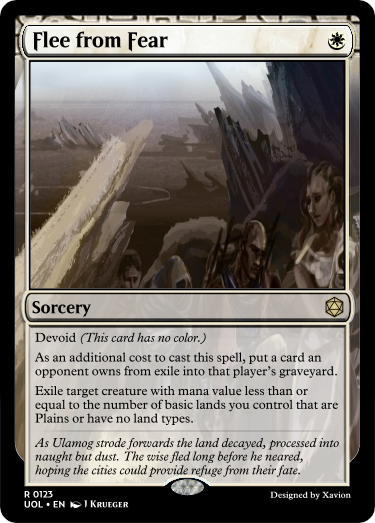 Flee from Fear
Sorcery
Devoid (This card has no color.)
As an additional cost to cast this spell, put a card an
opponent owns from exile into that player's graveyard.
Exile target creature with mana value less than or
equal to the number of basic lands you control that are
Plains or have no land types.
As Ulamog strode forwards the land decayed, processed into
naught but dust. The wise fled long before he neared,
hoping the cities could provide refuge from their fate.
R 0123
UOL • EN J Krueger
Designed by Xavion